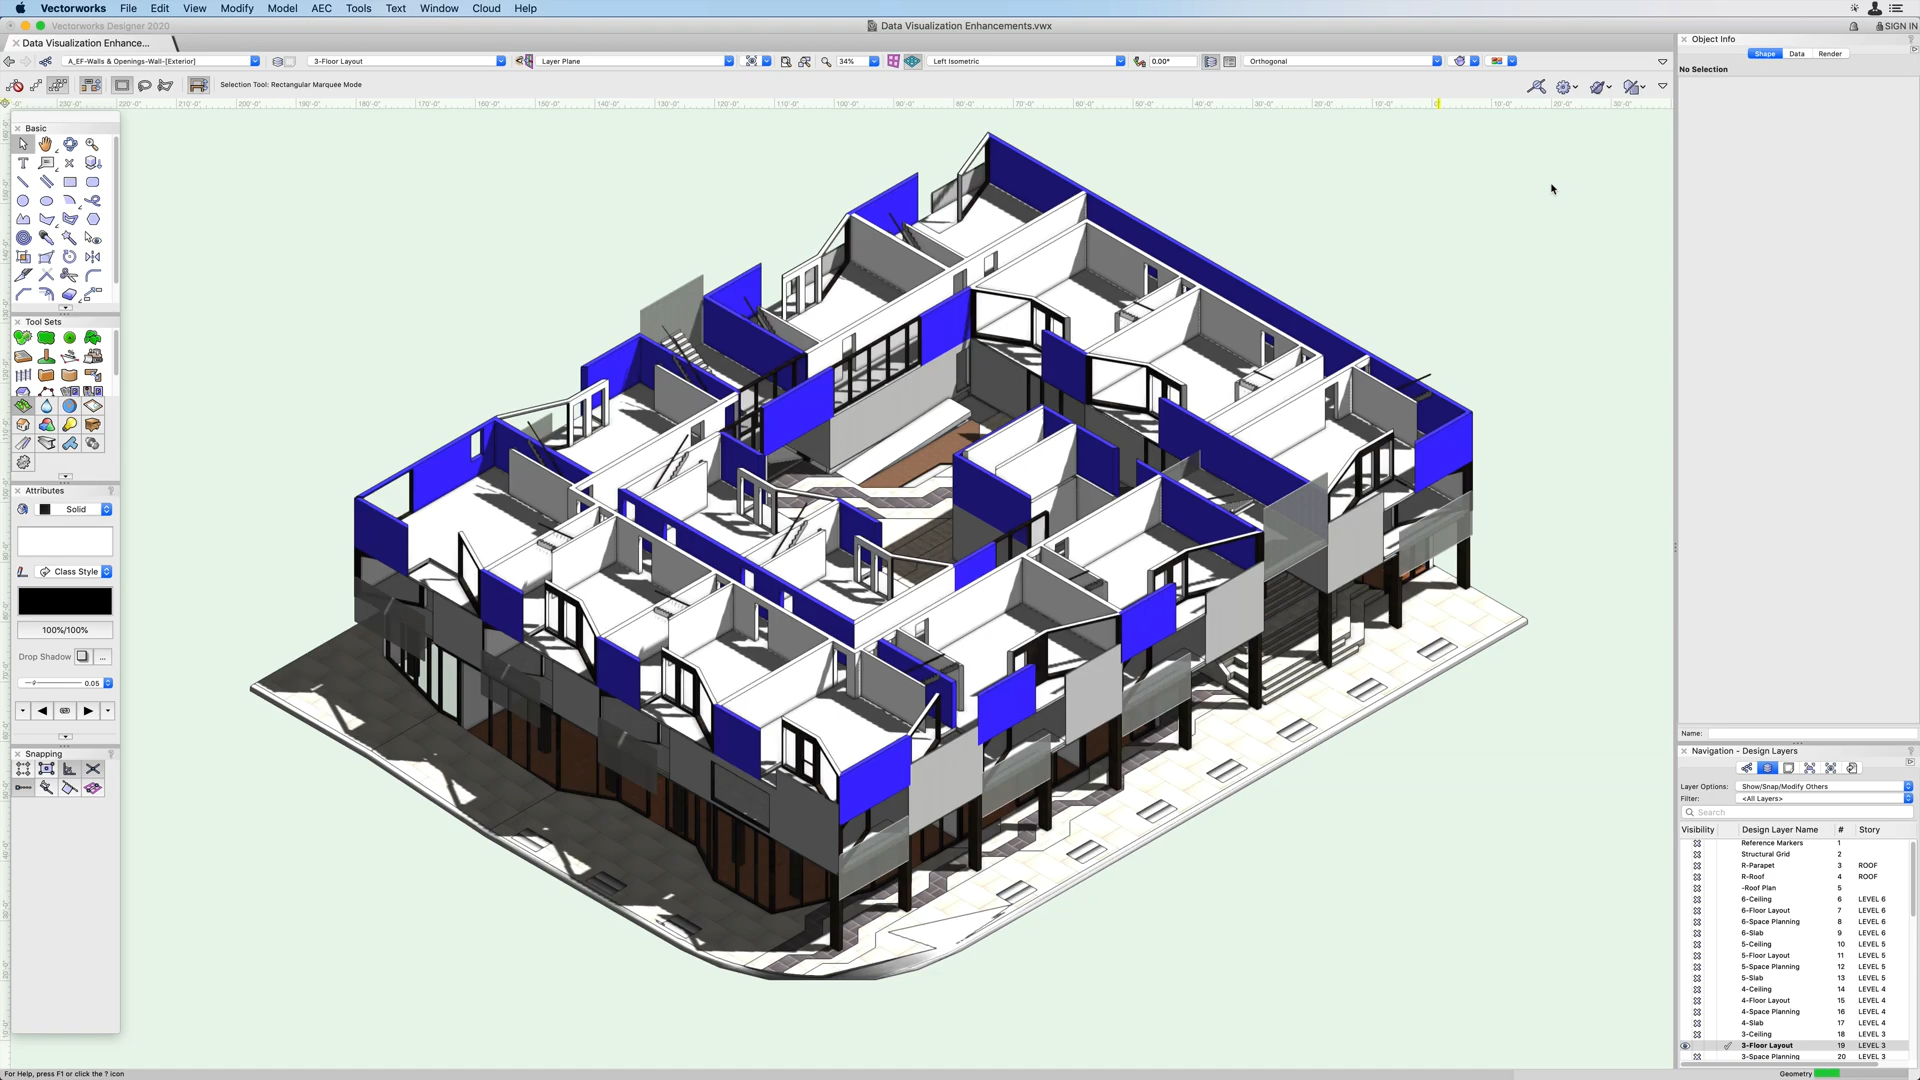 Vectorworks File Edit View Modify Model AEC Tools Text Window Cloud Help
Vectorworks Designer 2020
Data Visualization Enhancements.vwx
SIGN IN
Data Visualization Enhance...
A_EF-Walls & Openings-Wall-[Exterior]
3-Floor Layout
Layer Plane
34%
Left Isometric
0.00°
Orthogonal
Selection Tool: Rectangular Marquee Mode
Object Info
Shape Data Render
No Selection
Basic
Tool Sets
Attributes
Solid
Class Style
100%/100%
Drop Shadow
...
0.05
Snapping
Name:
Navigation - Design Layers
Layer Options: Show/Snap/Modify Others
Filter: <All Layers>
Search
Visibility Design Layer Name # Story
Reference Markers 1
Structural Grid 2
R-Parapet 3 ROOF
R-Roof 4 ROOF
-Roof Plan 5
6-Ceiling 6 LEVEL 6
6-Floor Layout 7 LEVEL 6
6-Space Planning 8 LEVEL 6
6-Slab 9 LEVEL 6
5-Ceiling 10 LEVEL 5
5-Floor Layout 11 LEVEL 5
5-Space Planning 12 LEVEL 5
5-Slab 13 LEVEL 5
4-Ceiling 14 LEVEL 4
4-Floor Layout 15 LEVEL 4
4-Space Planning 16 LEVEL 4
4-Slab 17 LEVEL 4
3-Ceiling 18 LEVEL 3
3-Floor Layout 19 LEVEL 3
3-Space Planning 20 LEVEL 3
For Help, press F1 or click the ? icon
Geometry